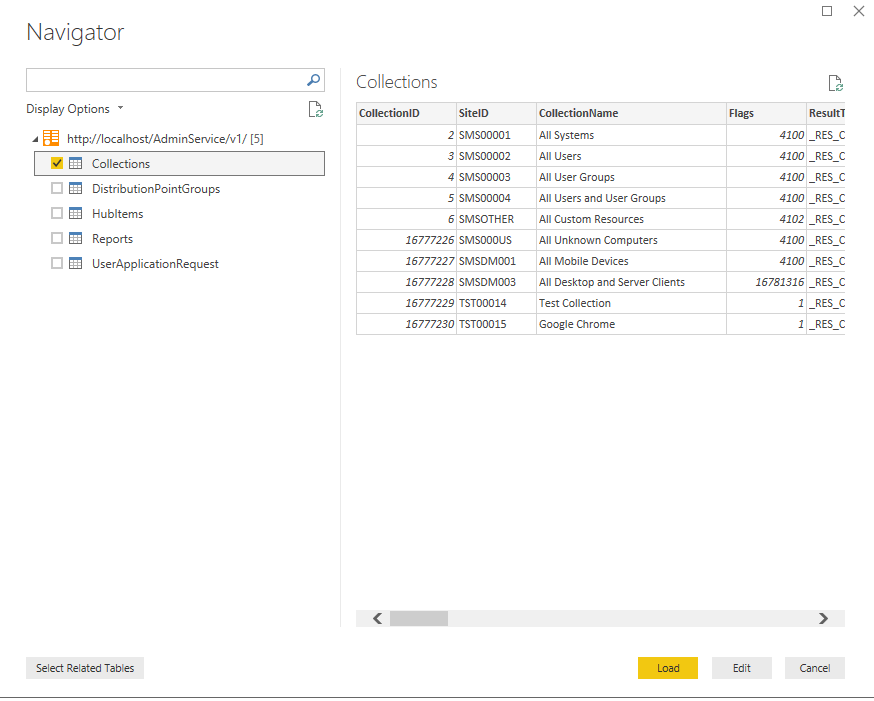 Navigator
Display Options
http://localhost/AdminService/v1/ [5]
Collections
DistributionPointGroups
HubItems
Reports
UserApplicationRequest
Collections
CollectionID SiteID CollectionName Flags ResultT
2 SMS00001 All Systems 4100 _RES_C
3 SMS00002 All Users 4100 _RES_C
4 SMS00003 All User Groups 4100 _RES_C
5 SMS00004 All Users and User Groups 4100 _RES_C
6 SMSOTHER All Custom Resources 4102 _RES_C
16777226 SMS000US All Unknown Computers 4100 _RES_C
16777227 SMSDM001 All Mobile Devices 4100 _RES_C
16777228 SMSDM003 All Desktop and Server Clients 16781316 _RES_C
16777229 TST00014 Test Collection 1 _RES_C
16777230 TST00015 Google Chrome 1 _RES_C
Select Related Tables
Load Edit Cancel